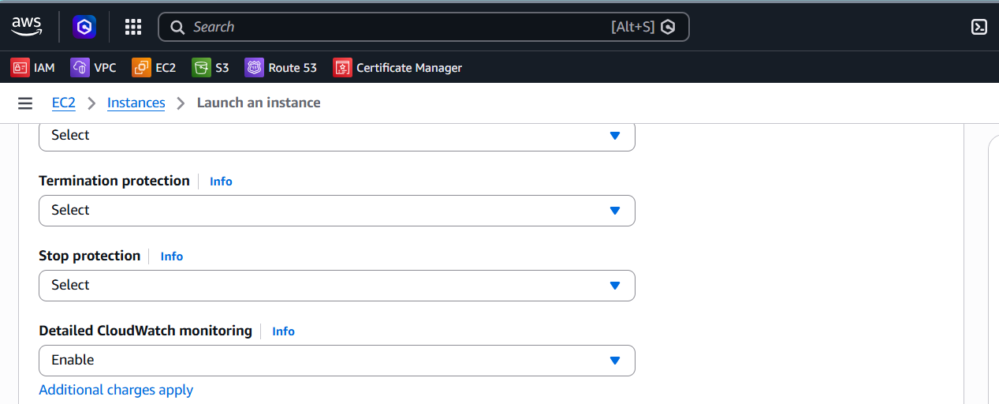 aws
Search [Alt+S]
IAM VPC EC2 S3 Route 53 Certificate Manager
EC2 Instances Launch an instance
Select
Termination protection Info
Select
Stop protection Info
Select
Detailed CloudWatch monitoring Info
Enable
Additional charges apply